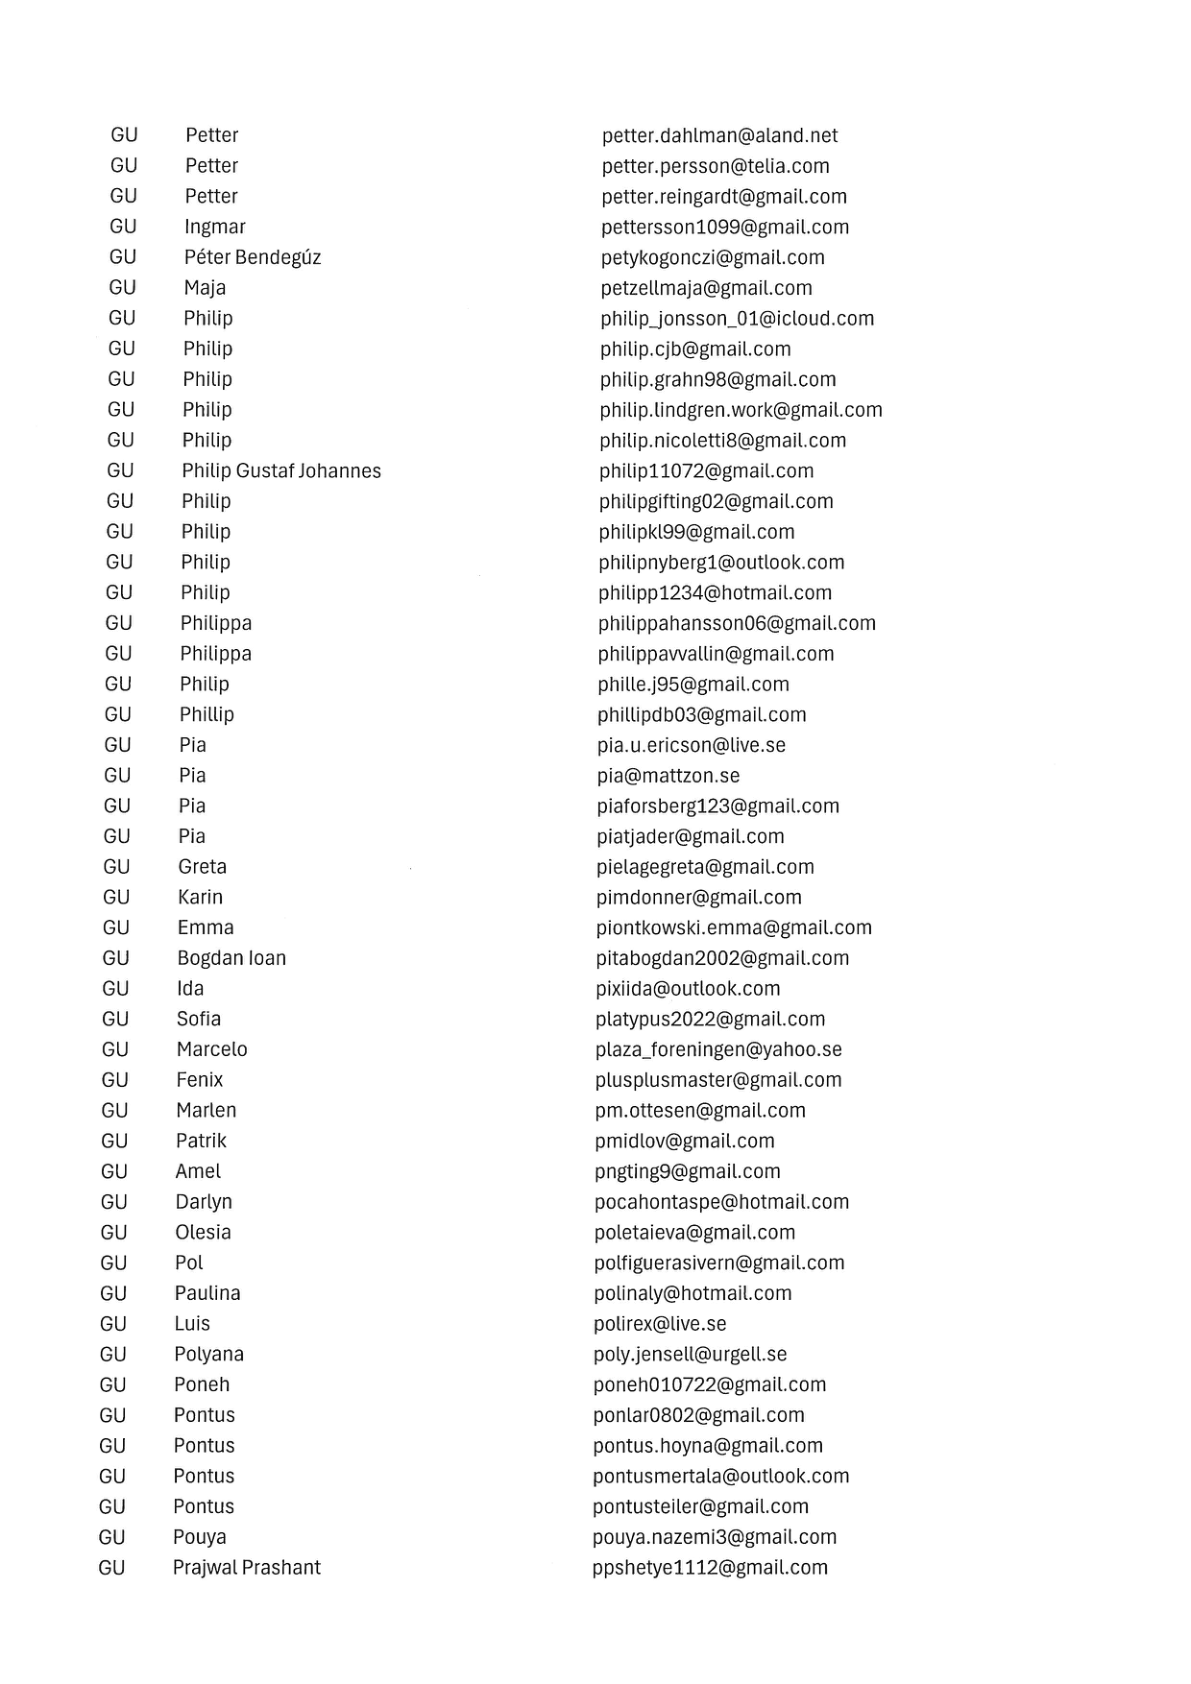 GU Petter petter.dahlman@aland.net
GU Petter petter.persson@telia.com
GU Petter petter.reingardt@gmail.com
GU Ingmar pettersson1099@gmail.com
GU Péter Bendegúz petykogonczi@gmail.com
GU Maja petzellmaja@gmail.com
GU Philip philip_jonsson_01@icloud.com
GU Philip philip.cjb@gmail.com
GU Philip philip.grahn98@gmail.com
GU Philip philip.lindgren.work@gmail.com
GU Philip philip.nicoletti8@gmail.com
GU Philip Gustaf Johannes philip11072@gmail.com
GU Philip philipgifting02@gmail.com
GU Philip philipkl99@gmail.com
GU Philip philipnyberg1@outlook.com
GU Philip philipp1234@hotmail.com
GU Philippa philippahansson06@gmail.com
GU Philippa philippavvallin@gmail.com
GU Philip phille.j95@gmail.com
GU Phillip phillipdb03@gmail.com
GU Pia pia.u.ericson@live.se
GU Pia pia@mattzon.se
GU Pia piaforsberg123@gmail.com
GU Pia piatjader@gmail.com
GU Greta pielagegreta@gmail.com
GU Karin pimdonner@gmail.com
GU Emma piontkowski.emma@gmail.com
GU Bogdan Ioan pitabogdan2002@gmail.com
GU Ida pixiida@outlook.com
GU Sofia platypus2022@gmail.com
GU Marcelo plaza_foreningen@yahoo.se
GU Fenix plusplusmaster@gmail.com
GU Marlen pm.ottesen@gmail.com
GU Patrik pmidlov@gmail.com
GU Amel pngting9@gmail.com
GU Darlyn pocahontaspe@hotmail.com
GU Olesia poletaieva@gmail.com
GU Pol polfiguerasivern@gmail.com
GU Paulina polinaly@hotmail.com
GU Luis polirex@live.se
GU Polyana poly.jensell@urgell.se
GU Poneh poneh010722@gmail.com
GU Pontus ponlar0802@gmail.com
GU Pontus pontus.hoyna@gmail.com
GU Pontus pontusmertala@outlook.com
GU Pontus pontusteiler@gmail.com
GU Pouya pouya.nazemi3@gmail.com
GU Prajwal Prashant ppshetye1112@gmail.com